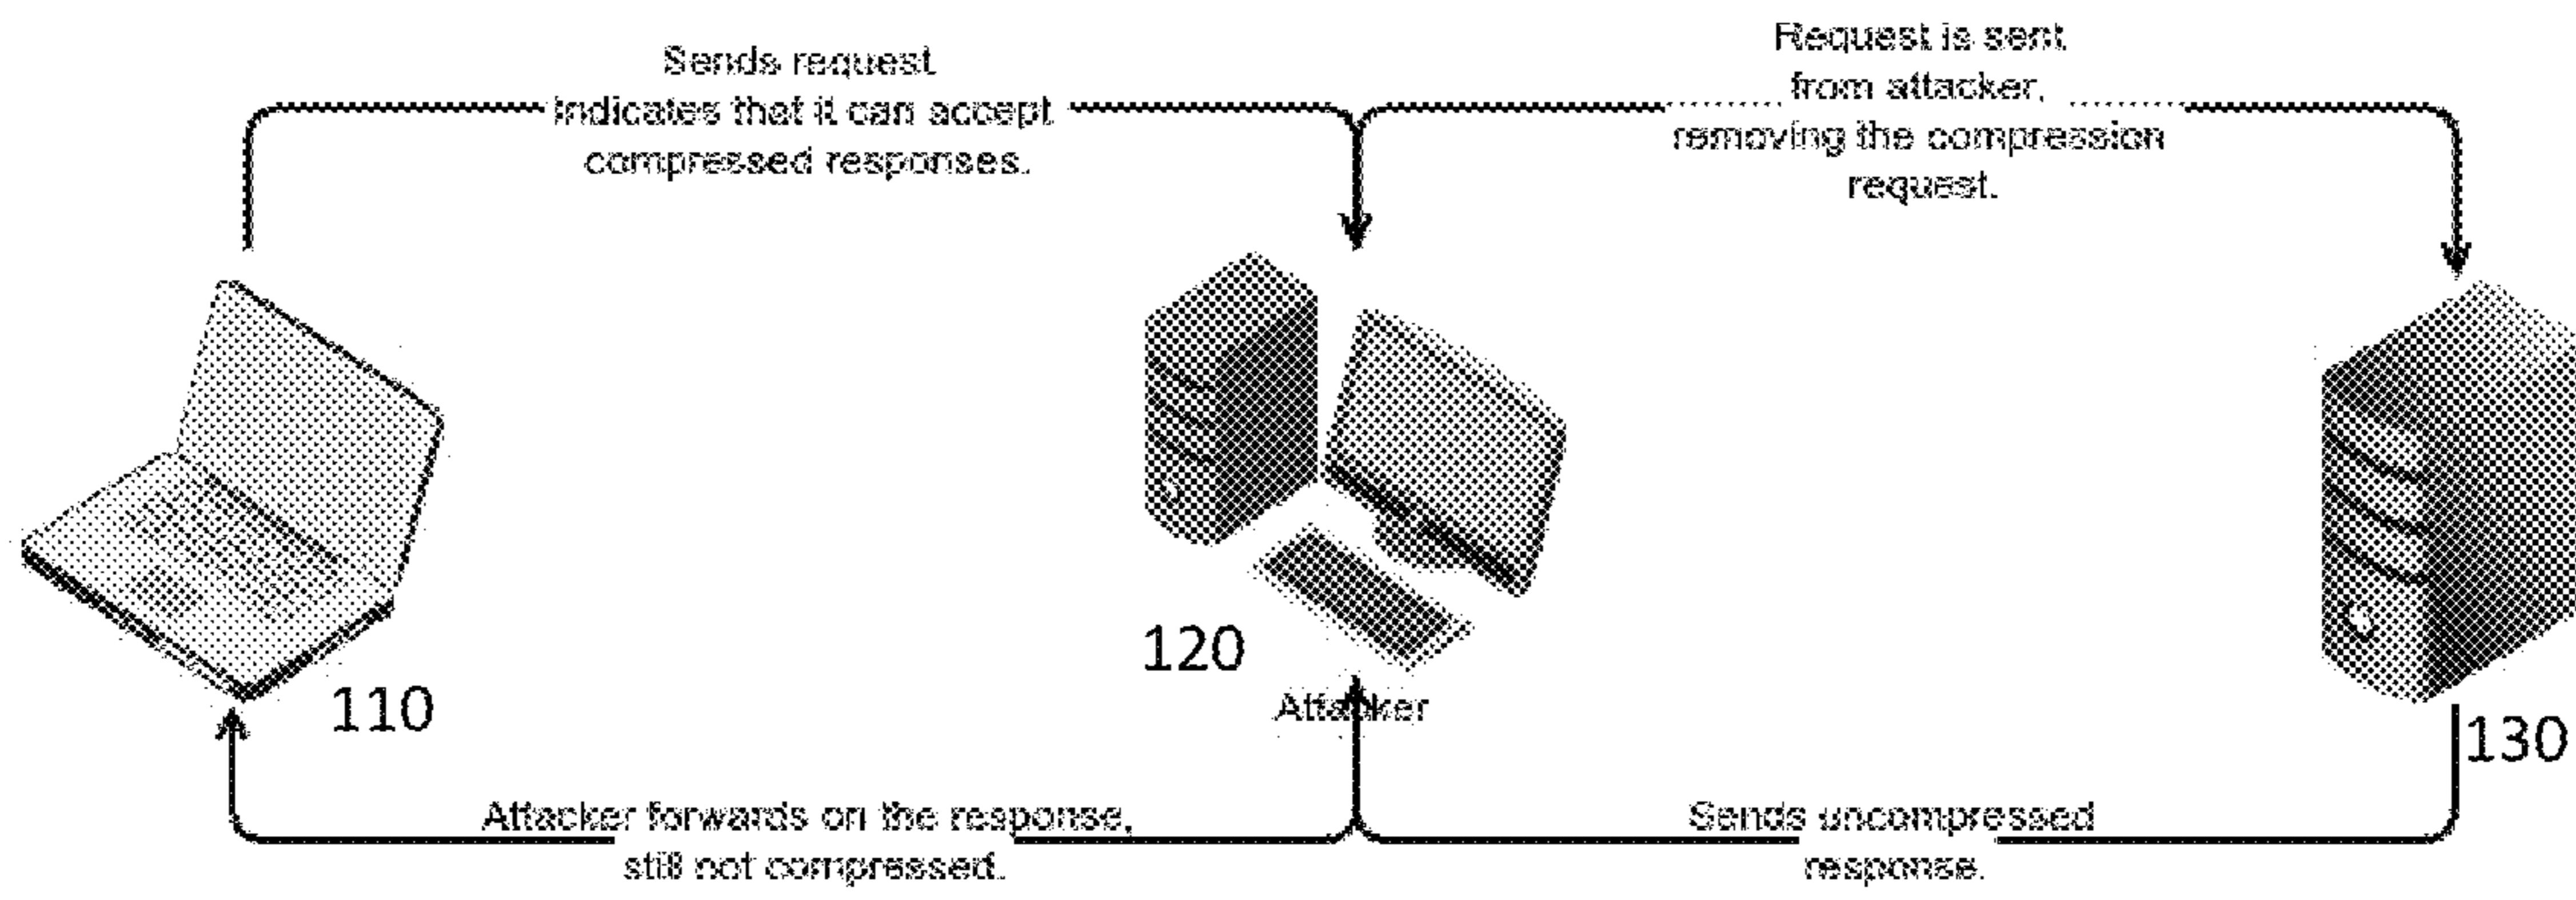 Sends request
Indicates that it can accept
compressed responses.
Request is sent
from attacker,
removing the compression
request.
110
120
Attacker
130
Attacker forwards on the response,
still not compressed.
Sends uncompressed
response.